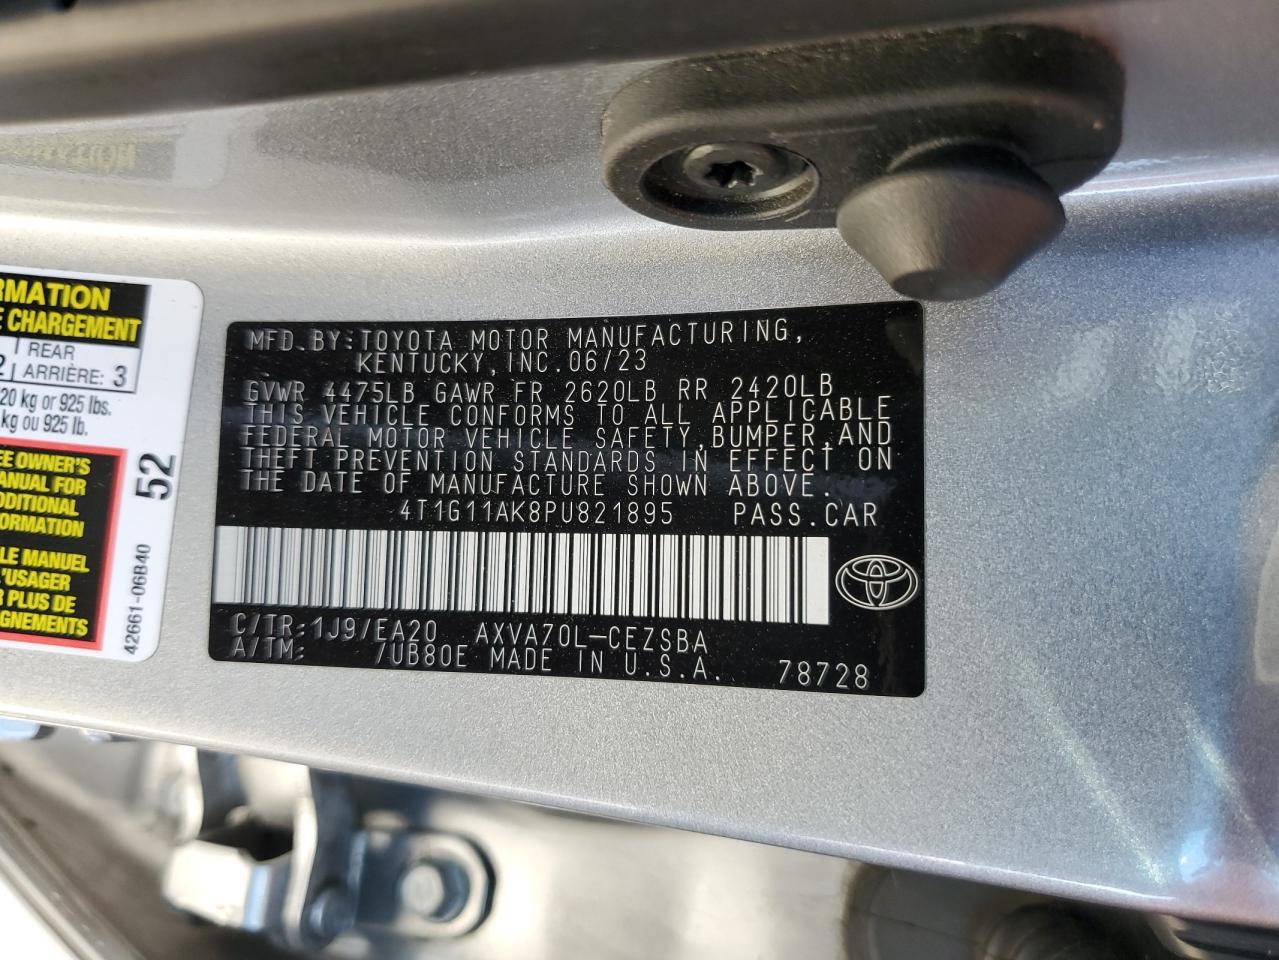 RMATION
E CHARGEMENT
REAR
ARRIÈRE: 3
20 kg or 925 lbs.
kg ou 925 lb.
EE OWNER'S
ANUAL FOR
DDITIONAL
FORMATION
LE MANUEL
L'USAGER
R PLUS DE
GNEMENTS
52
42661-06B40
MFD.BY:TOYOTA MOTOR MANUFACTURING,
KENTUCKY,INC.06/23
GVWR 4475LB GAWR FR 2620LB RR 2420LB
THIS VEHICLE CONFORMS TO ALL APPLICABLE
FEDERAL MOTOR VEHICLE SAFETY,BUMPER,AND
THEFT PREVENTION STANDARDS IN EFFECT ON
THE DATE OF MANUFACTURE SHOWN ABOVE.
4T1G11AK8PU821895 PASS.CAR
C/TR:1J9/EA20 AXVA70L-CEZSBA
A/TM: /UB80E MADE IN U.S.A. 78728